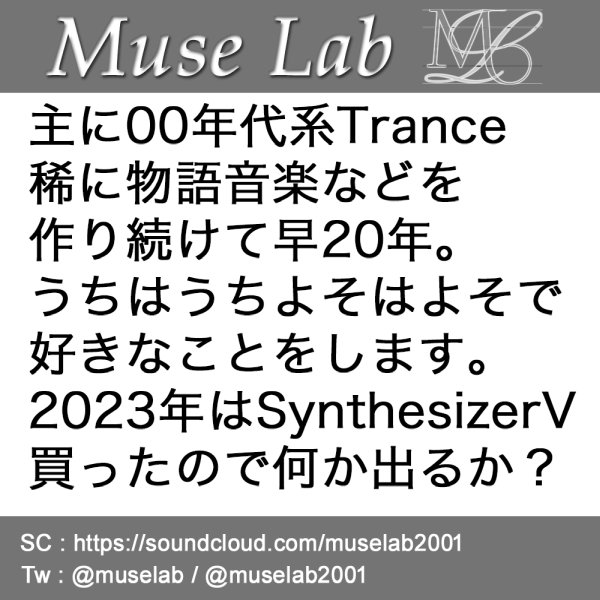 Muse Lab MLC
主に00年代系Trance
稀に物語音楽などを
作り続けて早20年。
うちはうちよそはよそで
好きなことをします。
2023年はSynthesizerV
買ったので何か出るか？
SC : https://soundcloud.com/muselab2001
Tw : @muselab / @muselab2001